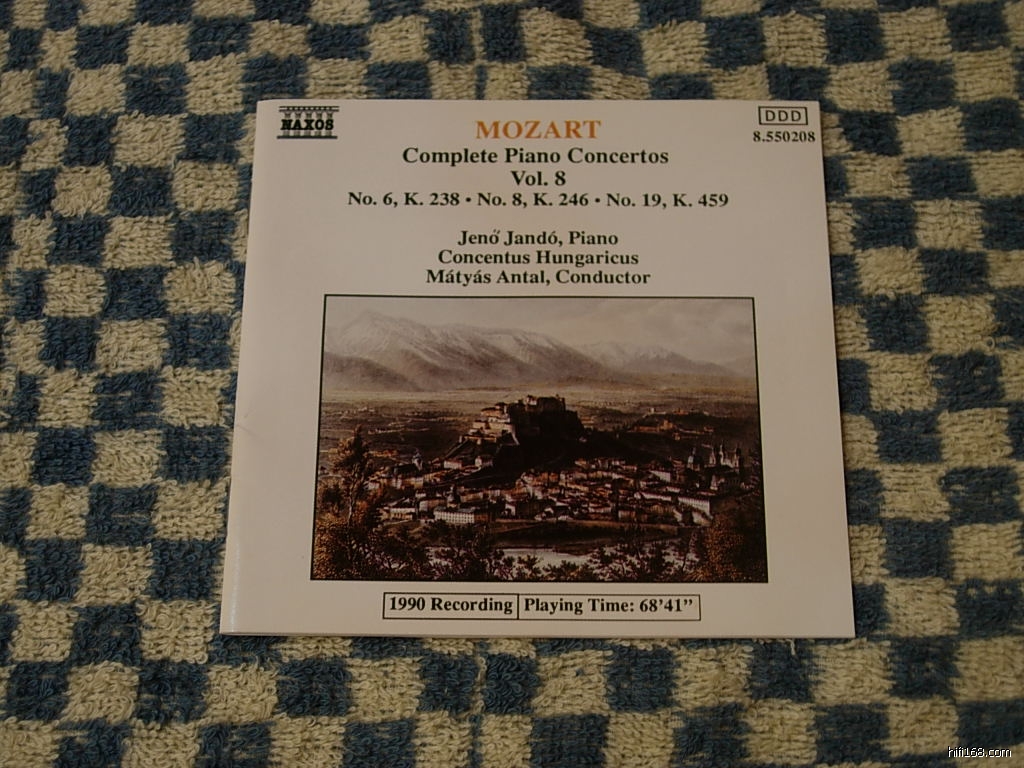 NAXOS
DDD
8.550208
MOZART
Complete Piano Concertos
Vol. 8
No. 6, K. 238 • No. 8, K. 246 • No. 19, K. 459
Jenő Jandó, Piano
Concentus Hungaricus
Mátyás Antal, Conductor
1990 Recording Playing Time: 68’41”
hifi168.com